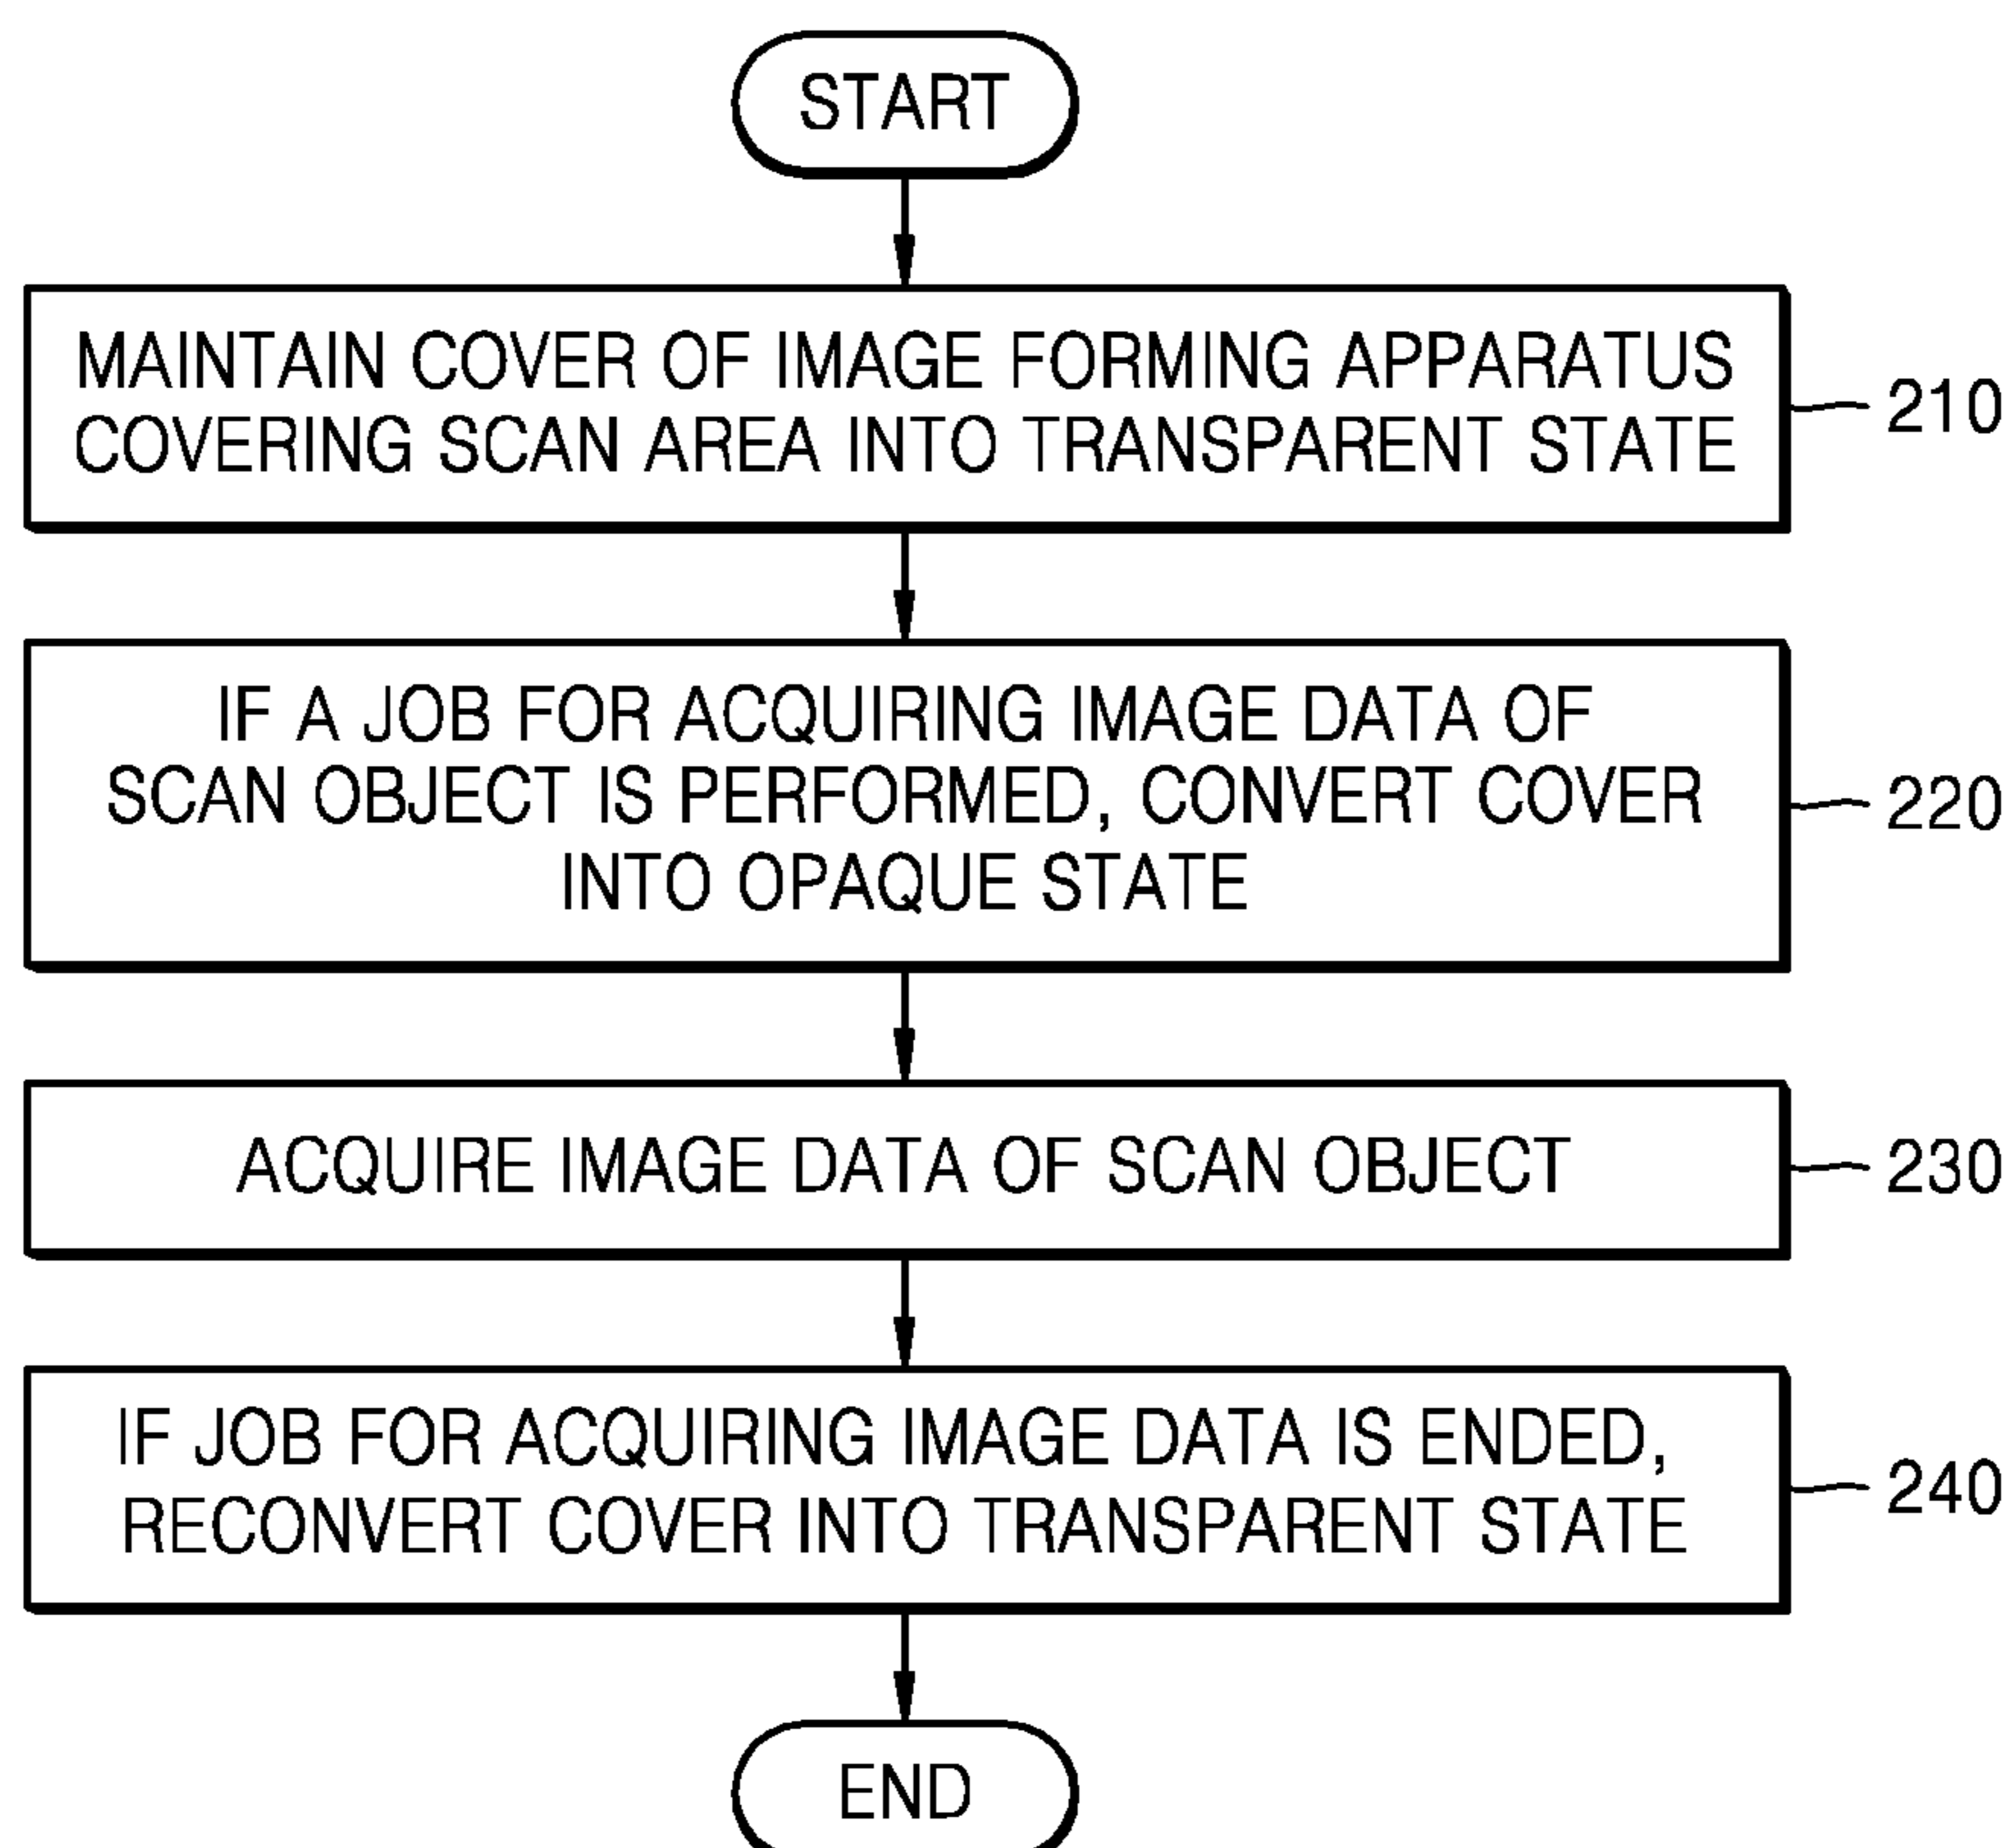 START
MAINTAIN COVER OF IMAGE FORMING APPARATUS
COVERING SCAN AREA INTO TRANSPARENT STATE
210
IF A JOB FOR ACQUIRING IMAGE DATA OF
SCAN OBJECT IS PERFORMED, CONVERT COVER
INTO OPAQUE STATE
220
ACQUIRE IMAGE DATA OF SCAN OBJECT
230
IF JOB FOR ACQUIRING IMAGE DATA IS ENDED,
RECONVERT COVER INTO TRANSPARENT STATE
240
END